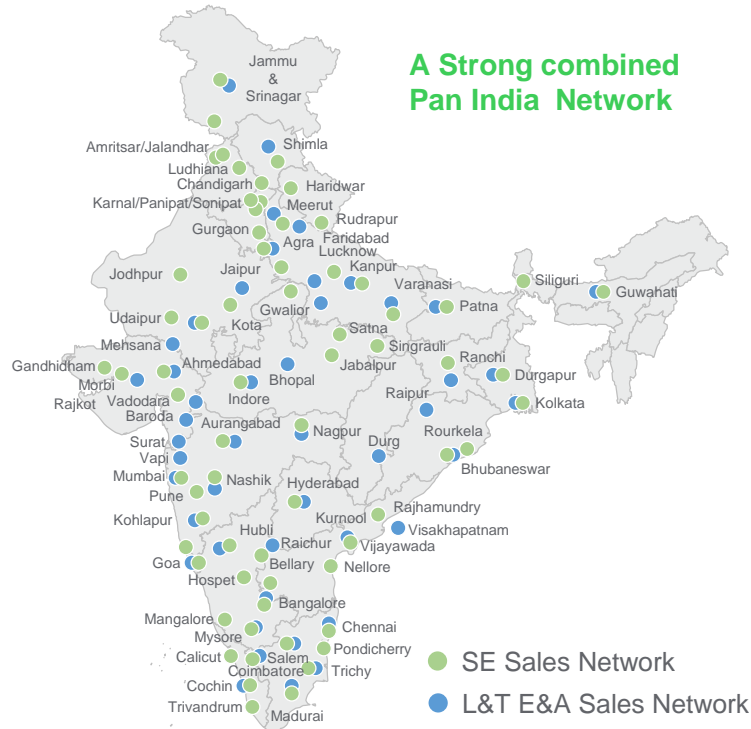 A Strong combined
Pan India Network
Jammu
&
Srinagar
Amritsar/Jalandhar
Shimla
Ludhiana
Chandigarh
Haridwar
Karnal/Panipat/Sonipat
Meerut
Rudrapur
Gurgaon
Faridabad
Agra
Lucknow
Jodhpur
Jaipur
Kanpur
Varanasi
Siliguri
Guwahati
Gwalior
Patna
Udaipur
Kota
Satna
Mehsana
Singrauli
Gandhidham
Ahmedabad
Jabalpur
Ranchi
Morbi
Bhopal
Durgapur
Rajkot
Vadodara
Indore
Raipur
Baroda
Kolkata
Aurangabad
Nagpur
Surat
Durg
Rourkela
Vapi
Bhubaneswar
Mumbai
Nashik
Hyderabad
Pune
Rajhamundry
Kohlapur
Kurnool
Visakhapatnam
Hubli
Raichur
Vijayawada
Goa
Bellary
Nellore
Hospet
Bangalore
Mangalore
Chennai
Mysore
Pondicherry
Calicut
Salem
Coimbatore
Trichy
Cochin
Trivandrum
Madurai
SE Sales Network
L&T E&A Sales Network